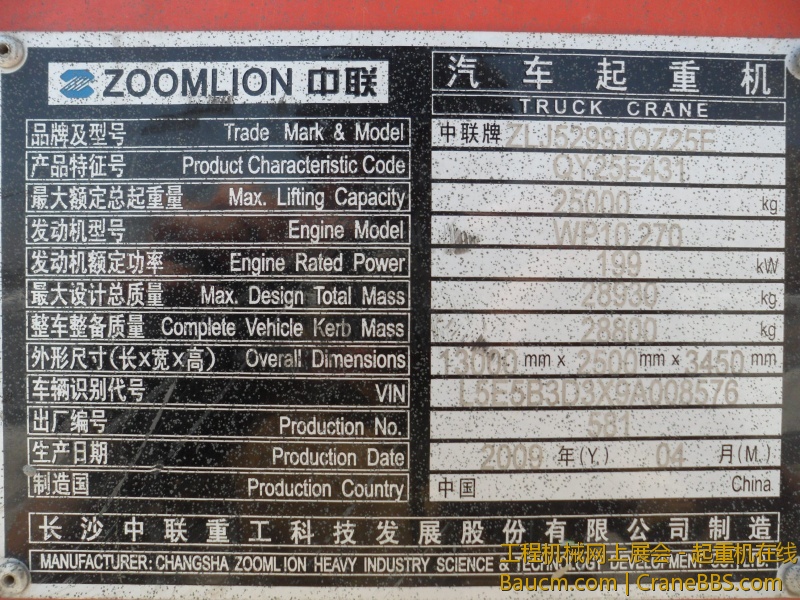 ZOOMLION 中联
汽车起重机
TRUCK CRANE
品牌及型号 Trade Mark & Model 中联牌 ZLJ5299JQZ25E
产品特征号 Product Characteristic Code QY25E431
最大额定总起重量 Max. Lifting Capacity 25000 kg
发动机型号 Engine Model WP10.270
发动机额定功率 Engine Rated Power 199 kW
最大设计总质量 Max. Design Total Mass 28930 kg
整车整备质量 Complete Vehicle Kerb Mass 28800 kg
外形尺寸(长x宽x高) Overall Dimensions 13000 mm x 2500 mm x 3450 mm
车辆识别代号 VIN L5E5B3D3X9A008576
出厂编号 Production No. 581
生产日期 Production Date 2009 年(Y.) 04 月(M.)
制造国 Production Country 中国 China
长沙中联重工科技发展股份有限公司制造
MANUFACTURER: CHANGSHA ZOOMLION HEAVY INDUSTRY SCIENCE & TECHNOLOGY DEVELOPMENT CO.,LTD.
工程机械网上展会 - 起重机在线
Baucm.com | CraneBBS.com